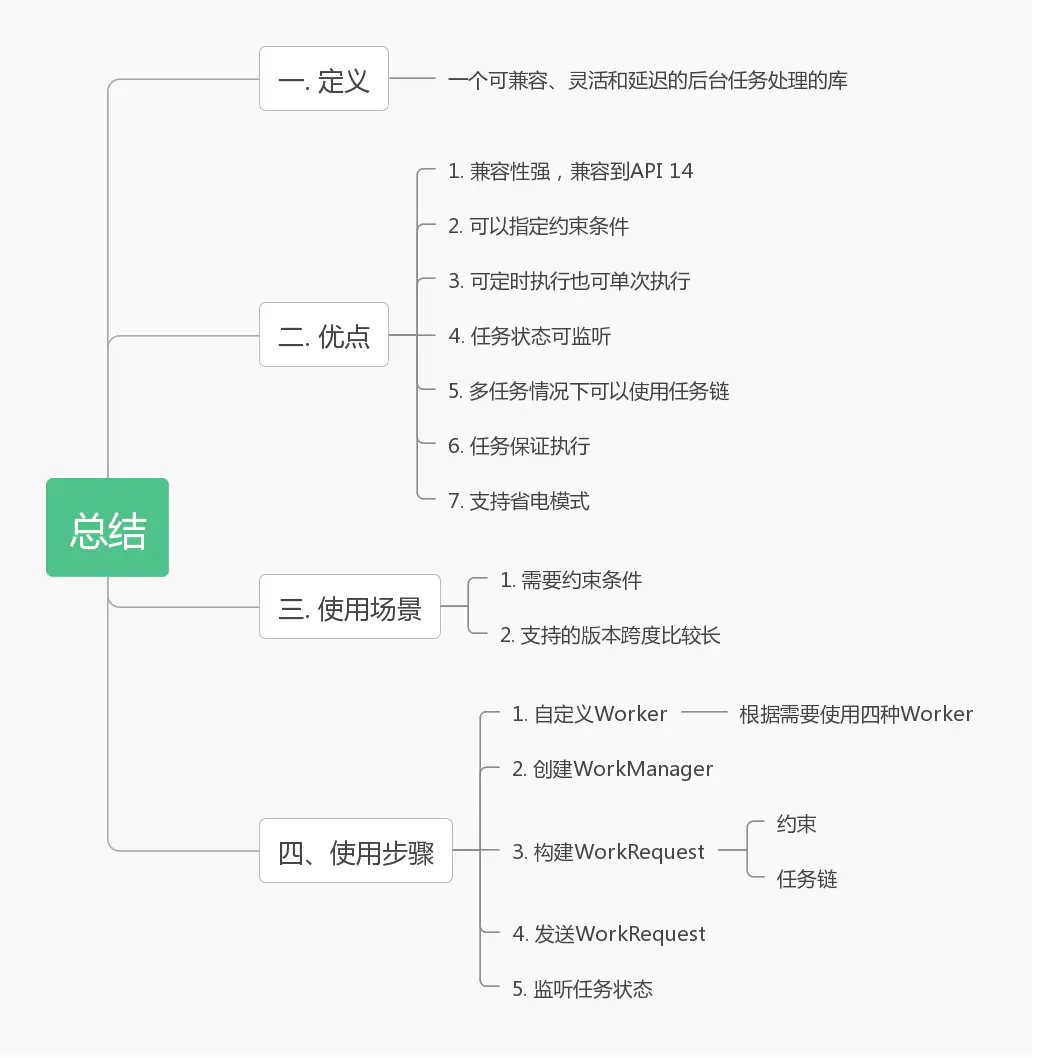 总结
一. 定义
一个可兼容、灵活和延迟的后台任务处理的库
二. 优点
1. 兼容性强，兼容到API 14
2. 可以指定约束条件
3. 可定时执行也可单次执行
4. 任务状态可监听
5. 多任务情况下可以使用任务链
6. 任务保证执行
7. 支持省电模式
三. 使用场景
1. 需要约束条件
2. 支持的版本跨度比较长
四、使用步骤
1. 自定义Worker
根据需要使用四种Worker
2. 创建WorkManager
3. 构建WorkRequest
约束
任务链
4. 发送WorkRequest
5. 监听任务状态